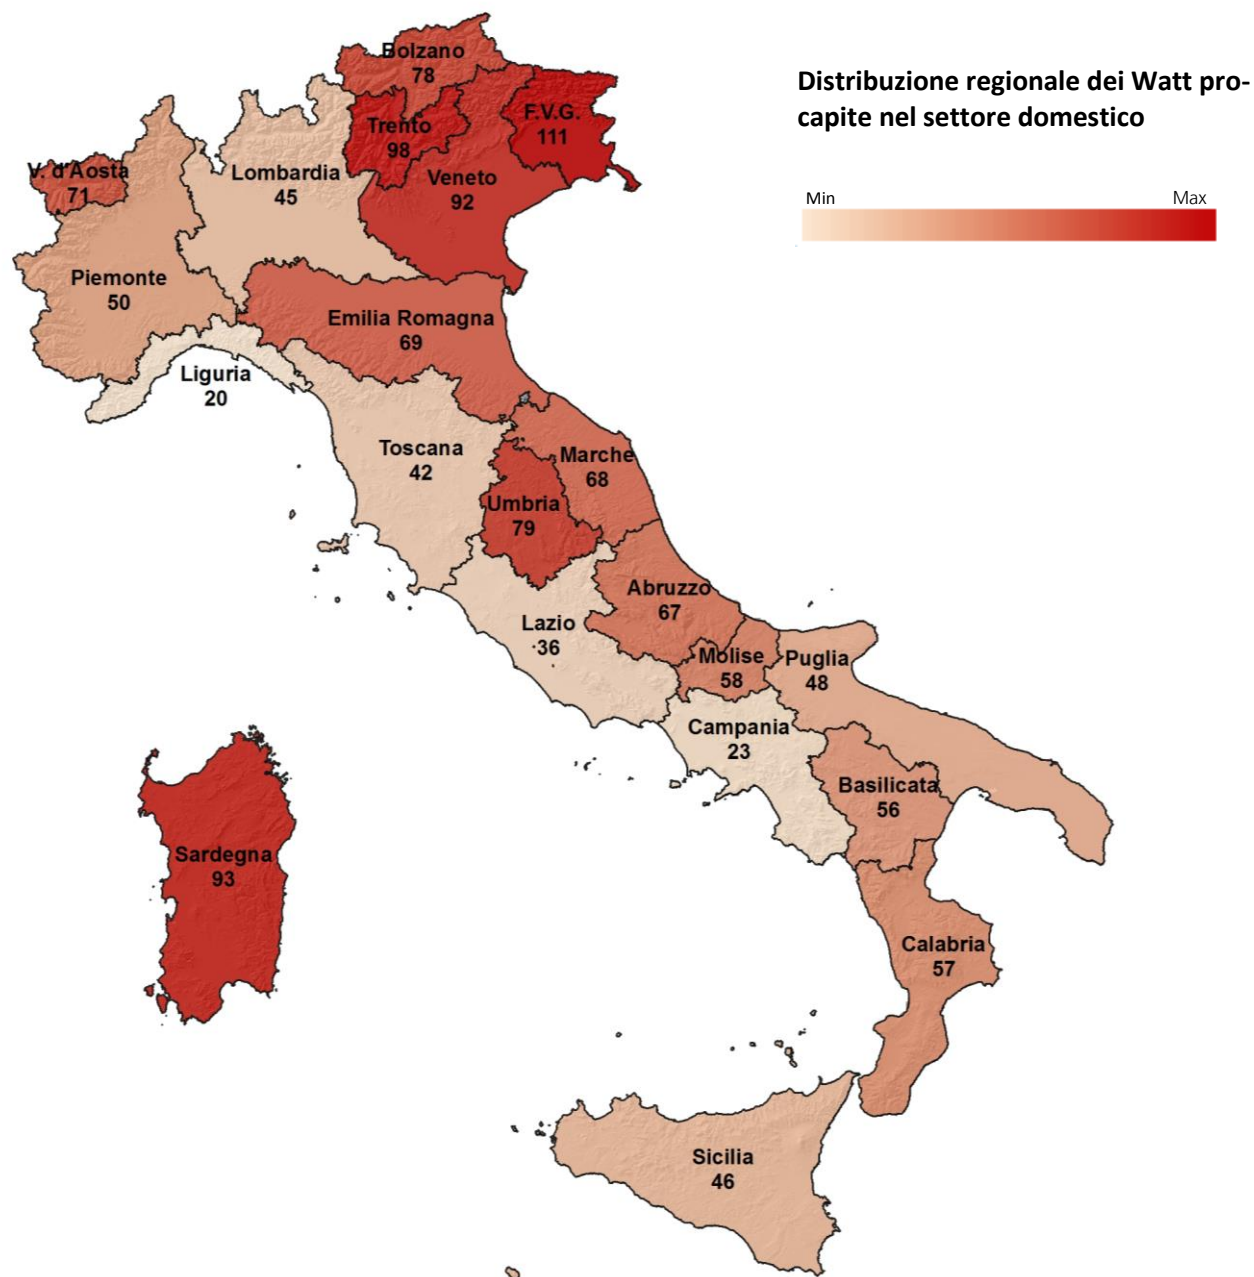 Distribuzione regionale dei Watt pro-
capite nel settore domestico
Min
Max
Bolzano
78
Trento
98
F.V.G.
111
V. d'Aosta
71
Lombardia
45
Veneto
92
Piemonte
50
Emilia Romagna
69
Liguria
20
Toscana
42
Marche
68
Umbria
79
Abruzzo
67
Lazio
36
Molise
58
Puglia
48
Campania
23
Basilicata
56
Sardegna
93
Calabria
57
Sicilia
46